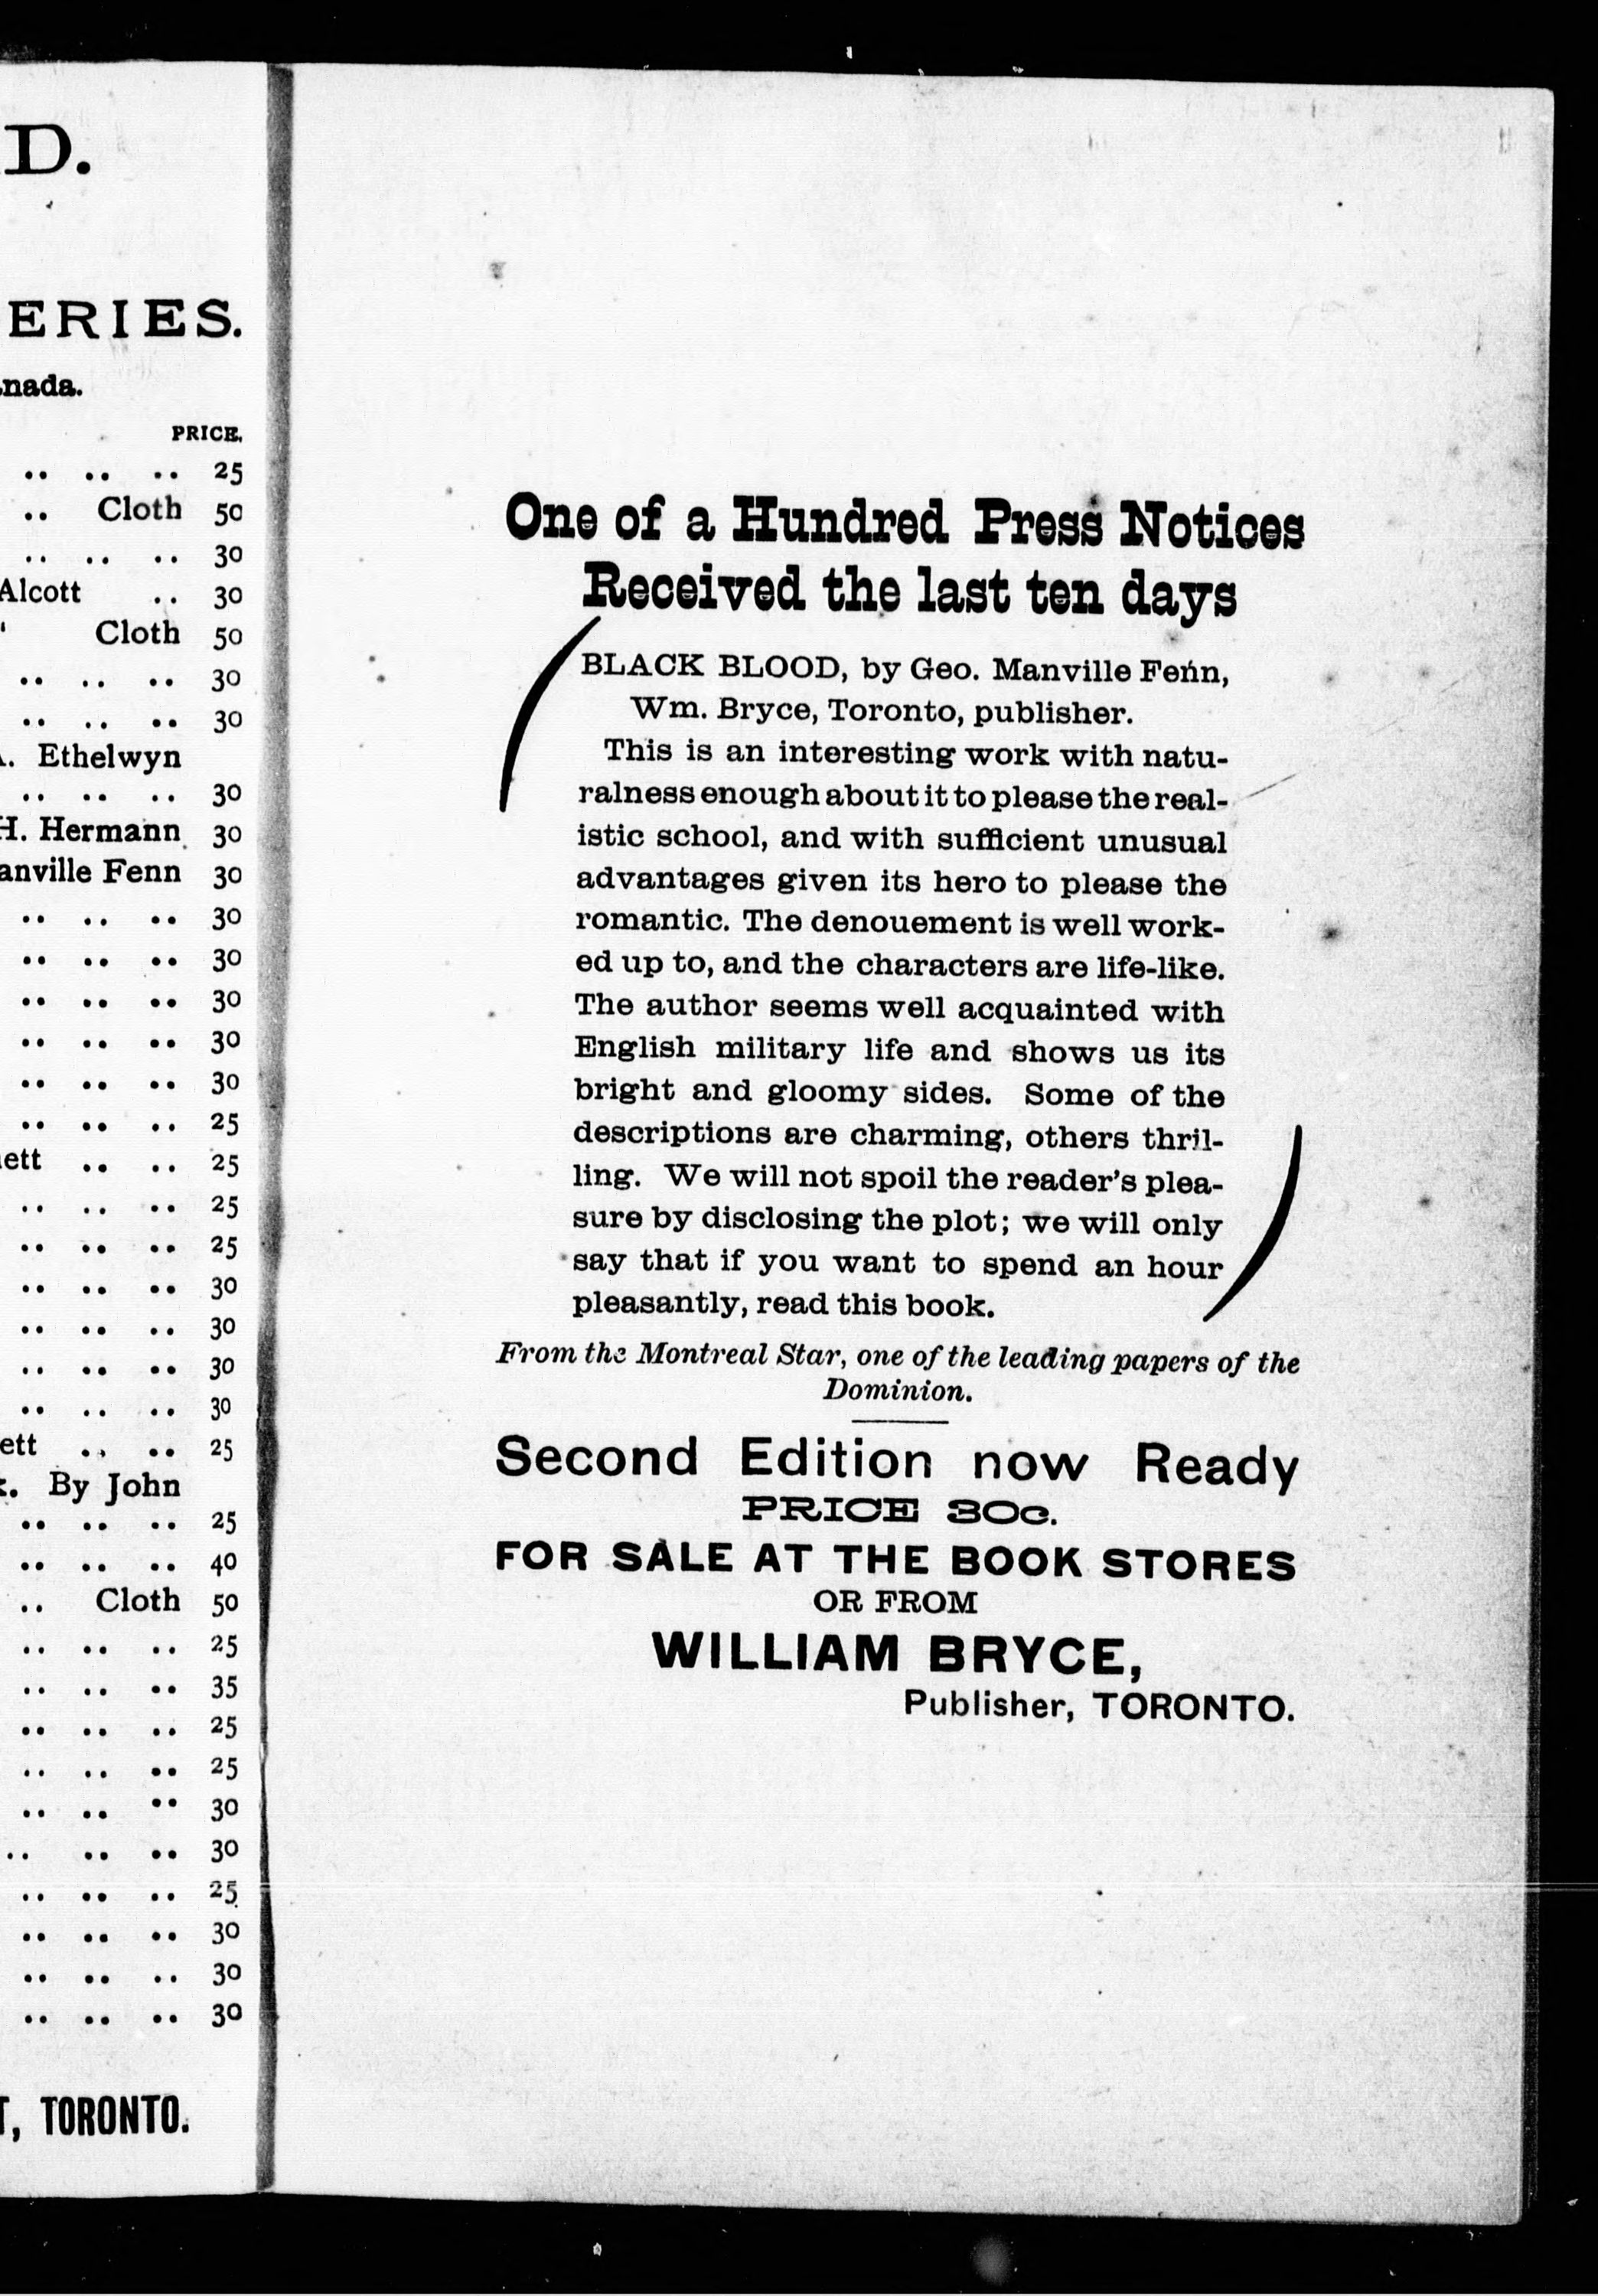 D.
ERIES.
nada.
PRICE.
.. .. .. 25
.. Cloth 50
.. .. .. 30
Alcott .. 30
" Cloth 50
.. .. .. 30
.. .. .. 30
. Ethelwyn
.. .. .. 30
H. Hermann 30
anville Fenn 30
.. .. .. 30
.. .. .. 30
.. .. .. 30
.. .. .. 30
.. .. .. 30
.. .. .. 25
ett .. .. 25
.. .. .. 25
.. .. .. 25
.. .. .. 30
.. .. .. 30
.. .. .. 30
.. .. .. 30
ett .. .. 25
. By John
.. .. .. 25
.. .. .. 40
.. Cloth 50
.. .. .. 25
.. .. .. 35
.. .. .. 25
.. .. .. 25
.. .. .. 30
.. .. .. 30
.. .. .. 25
.. .. .. 30
.. .. .. 30
.. .. .. 30
T, TORONTO.
One of a Hundred Press Notices
Received the last ten days
BLACK BLOOD, by Geo. Manville Fenn,
Wm. Bryce, Toronto, publisher.
This is an interesting work with natu-
ralness enough about it to please the real-
istic school, and with sufficient unusual
advantages given its hero to please the
romantic. The denouement is well work-
ed up to, and the characters are life-like.
The author seems well acquainted with
English military life and shows us its
bright and gloomy sides. Some of the
descriptions are charming, others thril-
ling. We will not spoil the reader's plea-
sure by disclosing the plot; we will only
say that if you want to spend an hour
pleasantly, read this book.
From the Montreal Star, one of the leading papers of the
Dominion.
Second Edition now Ready
PRICE 30c.
FOR SALE AT THE BOOK STORES
OR FROM
WILLIAM BRYCE,
Publisher, TORONTO.